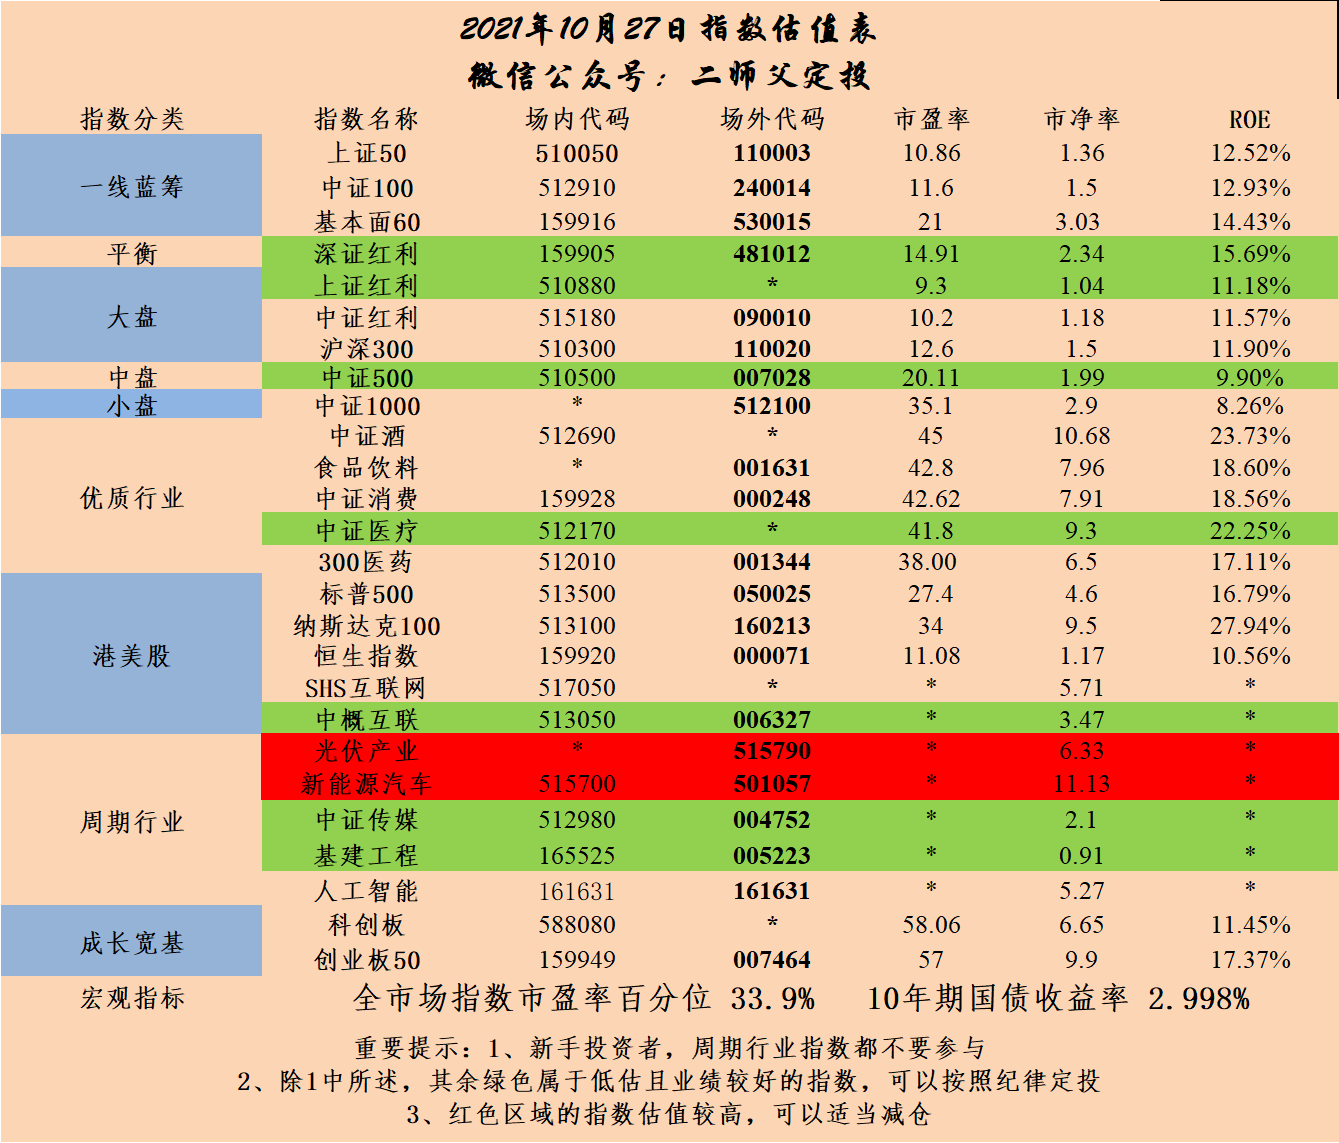 2021年10月27日指数估值表
微信公众号：二师父定投
指数分类 指数名称 场内代码 场外代码 市盈率 市净率 ROE
一线蓝筹 上证50 510050 110003 10.86 1.36 12.52%
中证100 512910 240014 11.6 1.5 12.93%
基本面60 159916 530015 21 3.03 14.43%
平衡 深证红利 159905 481012 14.91 2.34 15.69%
大盘 上证红利 510880 * 9.3 1.04 11.18%
中证红利 515180 090010 10.2 1.18 11.57%
沪深300 510300 110020 12.6 1.5 11.90%
中盘 中证500 510500 007028 20.11 1.99 9.90%
小盘 中证1000 * 512100 35.1 2.9 8.26%
优质行业 中证酒 512690 * 45 10.68 23.73%
食品饮料 * 001631 42.8 7.96 18.60%
中证消费 159928 000248 42.62 7.91 18.56%
中证医疗 512170 * 41.8 9.3 22.25%
300医药 512010 001344 38.00 6.5 17.11%
港美股 标普500 513500 050025 27.4 4.6 16.79%
纳斯达克100 513100 160213 34 9.5 27.94%
恒生指数 159920 000071 11.08 1.17 10.56%
SHS互联网 517050 * * 5.71 *
中概互联 513050 006327 * 3.47 *
周期行业 光伏产业 * 515790 * 6.33 *
新能源汽车 515700 501057 * 11.13 *
中证传媒 512980 004752 * 2.1 *
基建工程 165525 005223 * 0.91 *
人工智能 161631 161631 * 5.27 *
成长宽基 科创板 588080 * 58.06 6.65 11.45%
创业板50 159949 007464 57 9.9 17.37%
宏观指标 全市场指数市盈率百分位 33.9% 10年期国债收益率 2.998%
重要提示：1、新手投资者，周期行业指数都不要参与
2、除1中所述，其余绿色属于低估且业绩较好的指数，可以按照纪律定投
3、红色区域的指数估值较高，可以适当减仓